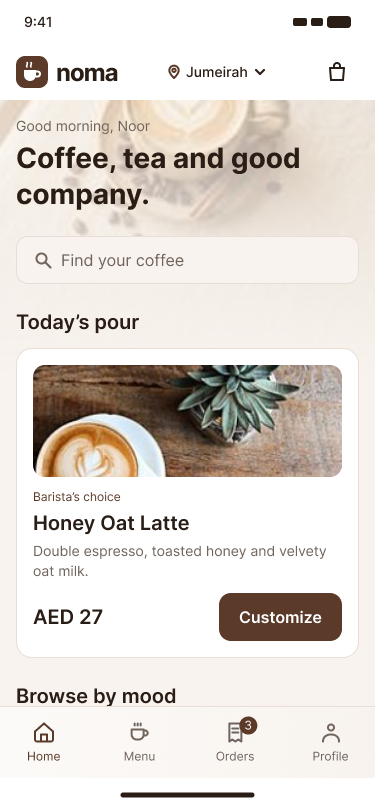 9:41
noma
Jumeirah
Good morning, Noor
Coffee, tea and good
company.
Find your coffee
Today’s pour
Barista’s choice
Honey Oat Latte
Double espresso, toasted honey and velvety
oat milk.
AED 27
Customize
Browse by mood
3
Home
Menu
Orders
Profile